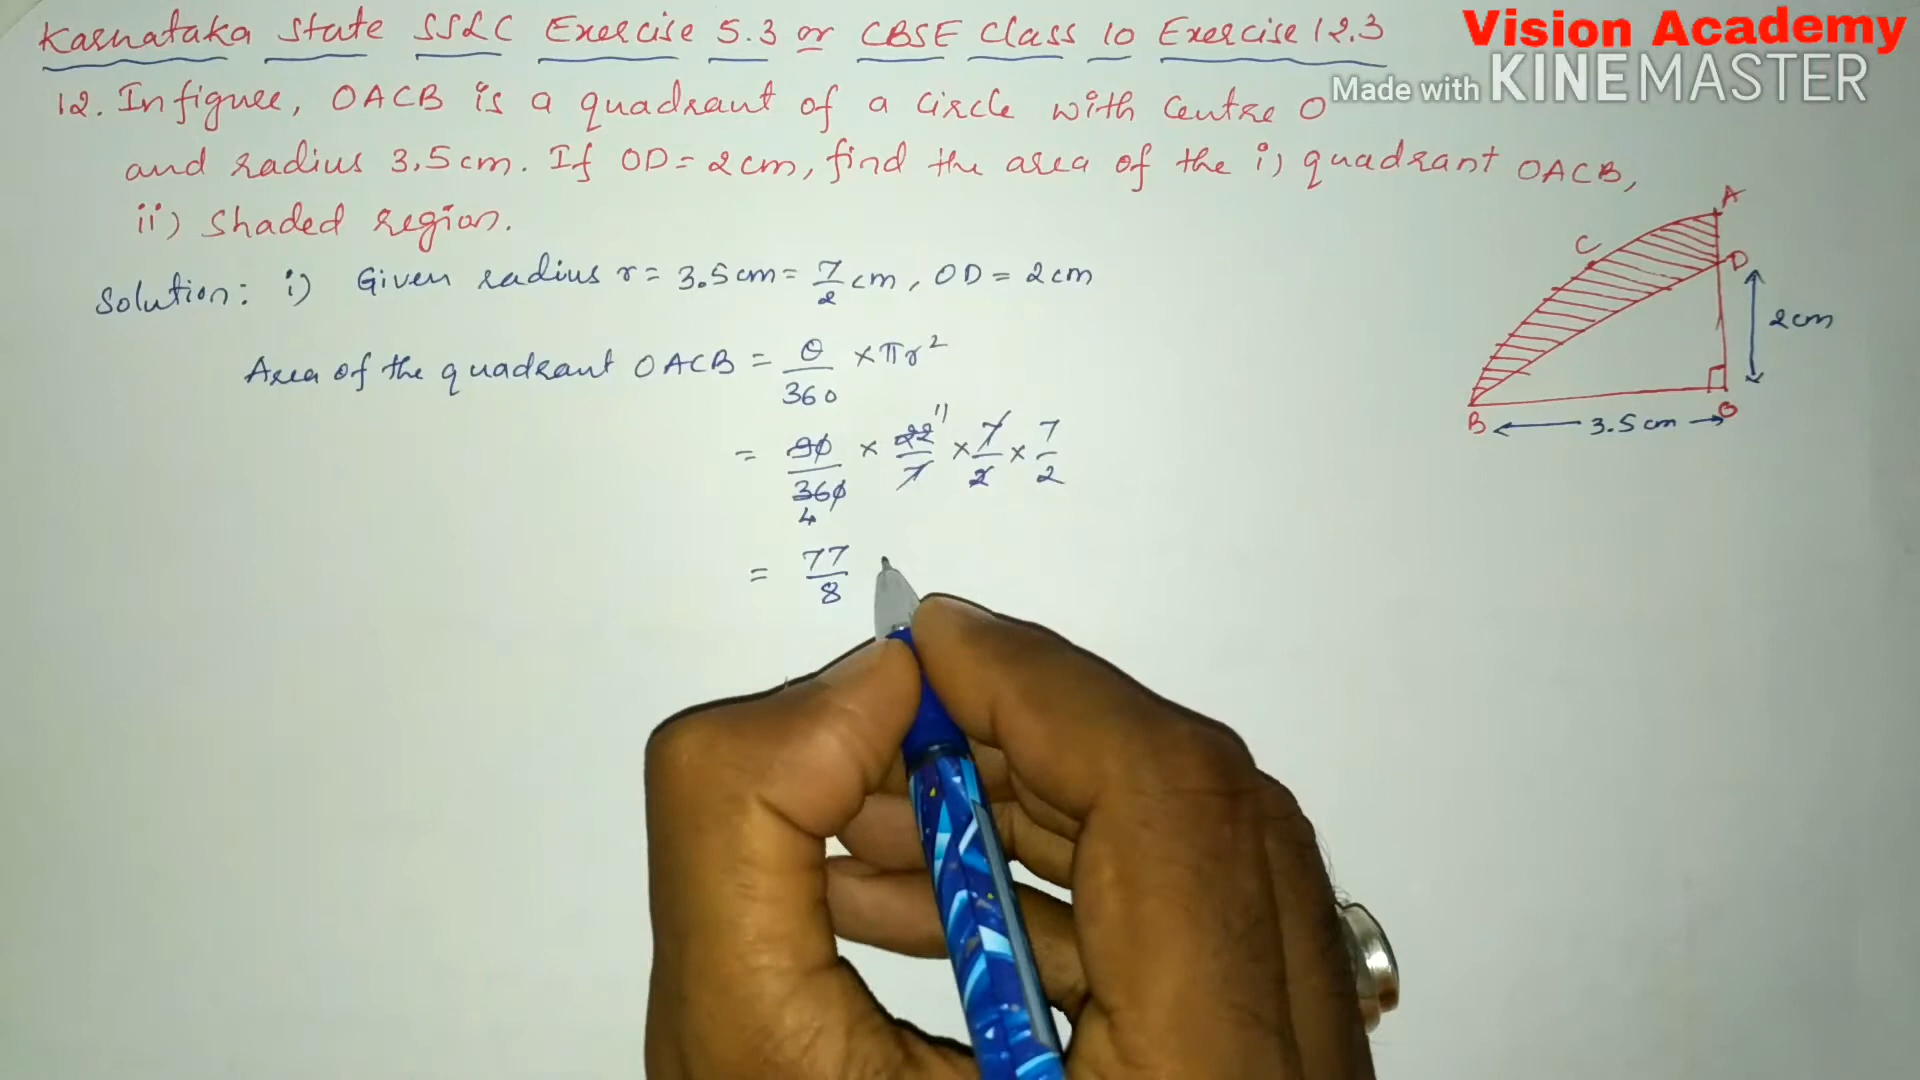 Karnataka State SSLC Exercise 5.3 or CBSE Class 10 Exercise 12.3
Vision Academy
Made with KINEMASTER
12. In figure, OACB is a quadrant of a circle with centre O
and radius 3.5cm. If OD = 2cm, find the area of the i) quadrant OACB,
ii) Shaded region.
A
C
D
2cm
B
3.5cm
O
Solution: i) Given radius r = 3.5cm = 7/2 cm, OD = 2cm
Area of the quadrant OACB = θ/360 × πr²
= 90/360 × 22/7 × 7/2 × 7/2
11
4
= 77/8